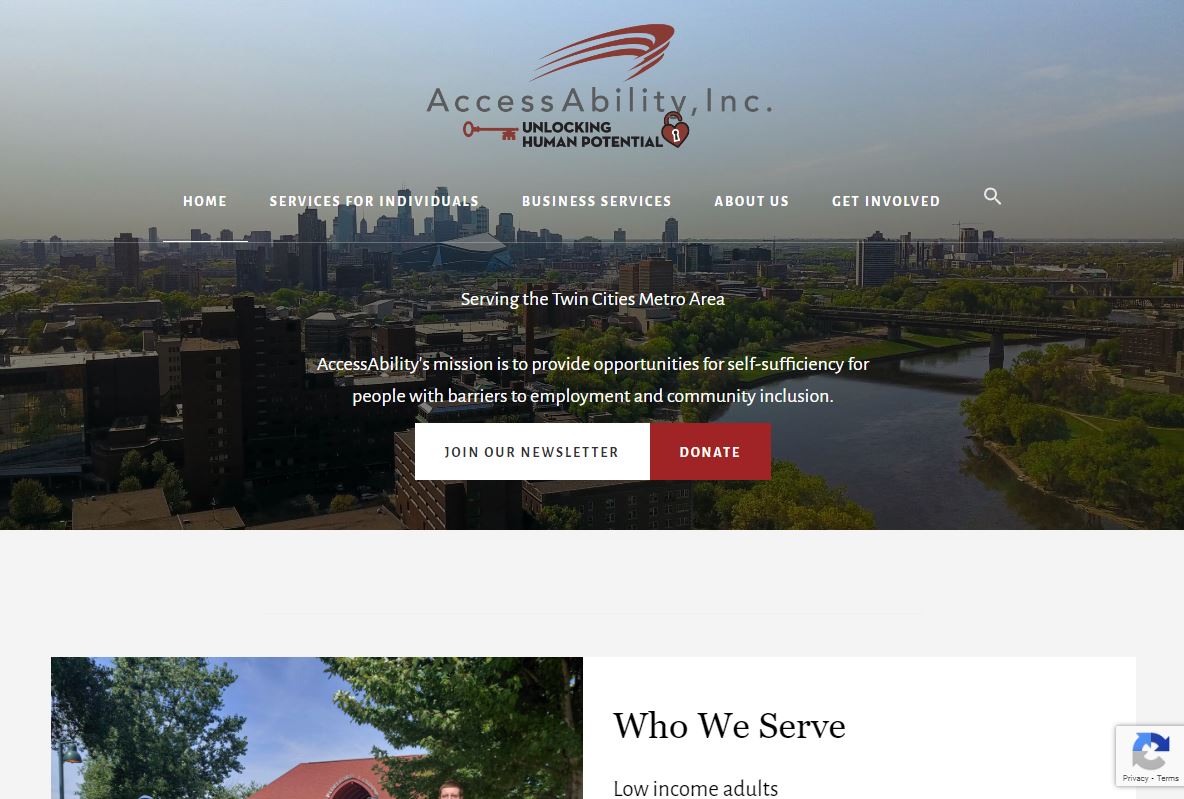 AccessAbility, Inc.
UNLOCKING
HUMAN POTENTIAL
HOME SERVICES FOR INDIVIDUALS BUSINESS SERVICES ABOUT US GET INVOLVED
Serving the Twin Cities Metro Area
AccessAbility's mission is to provide opportunities for self-sufficiency for
people with barriers to employment and community inclusion.
JOIN OUR NEWSLETTER DONATE
Who We Serve
Low income adults
Privacy - Terms